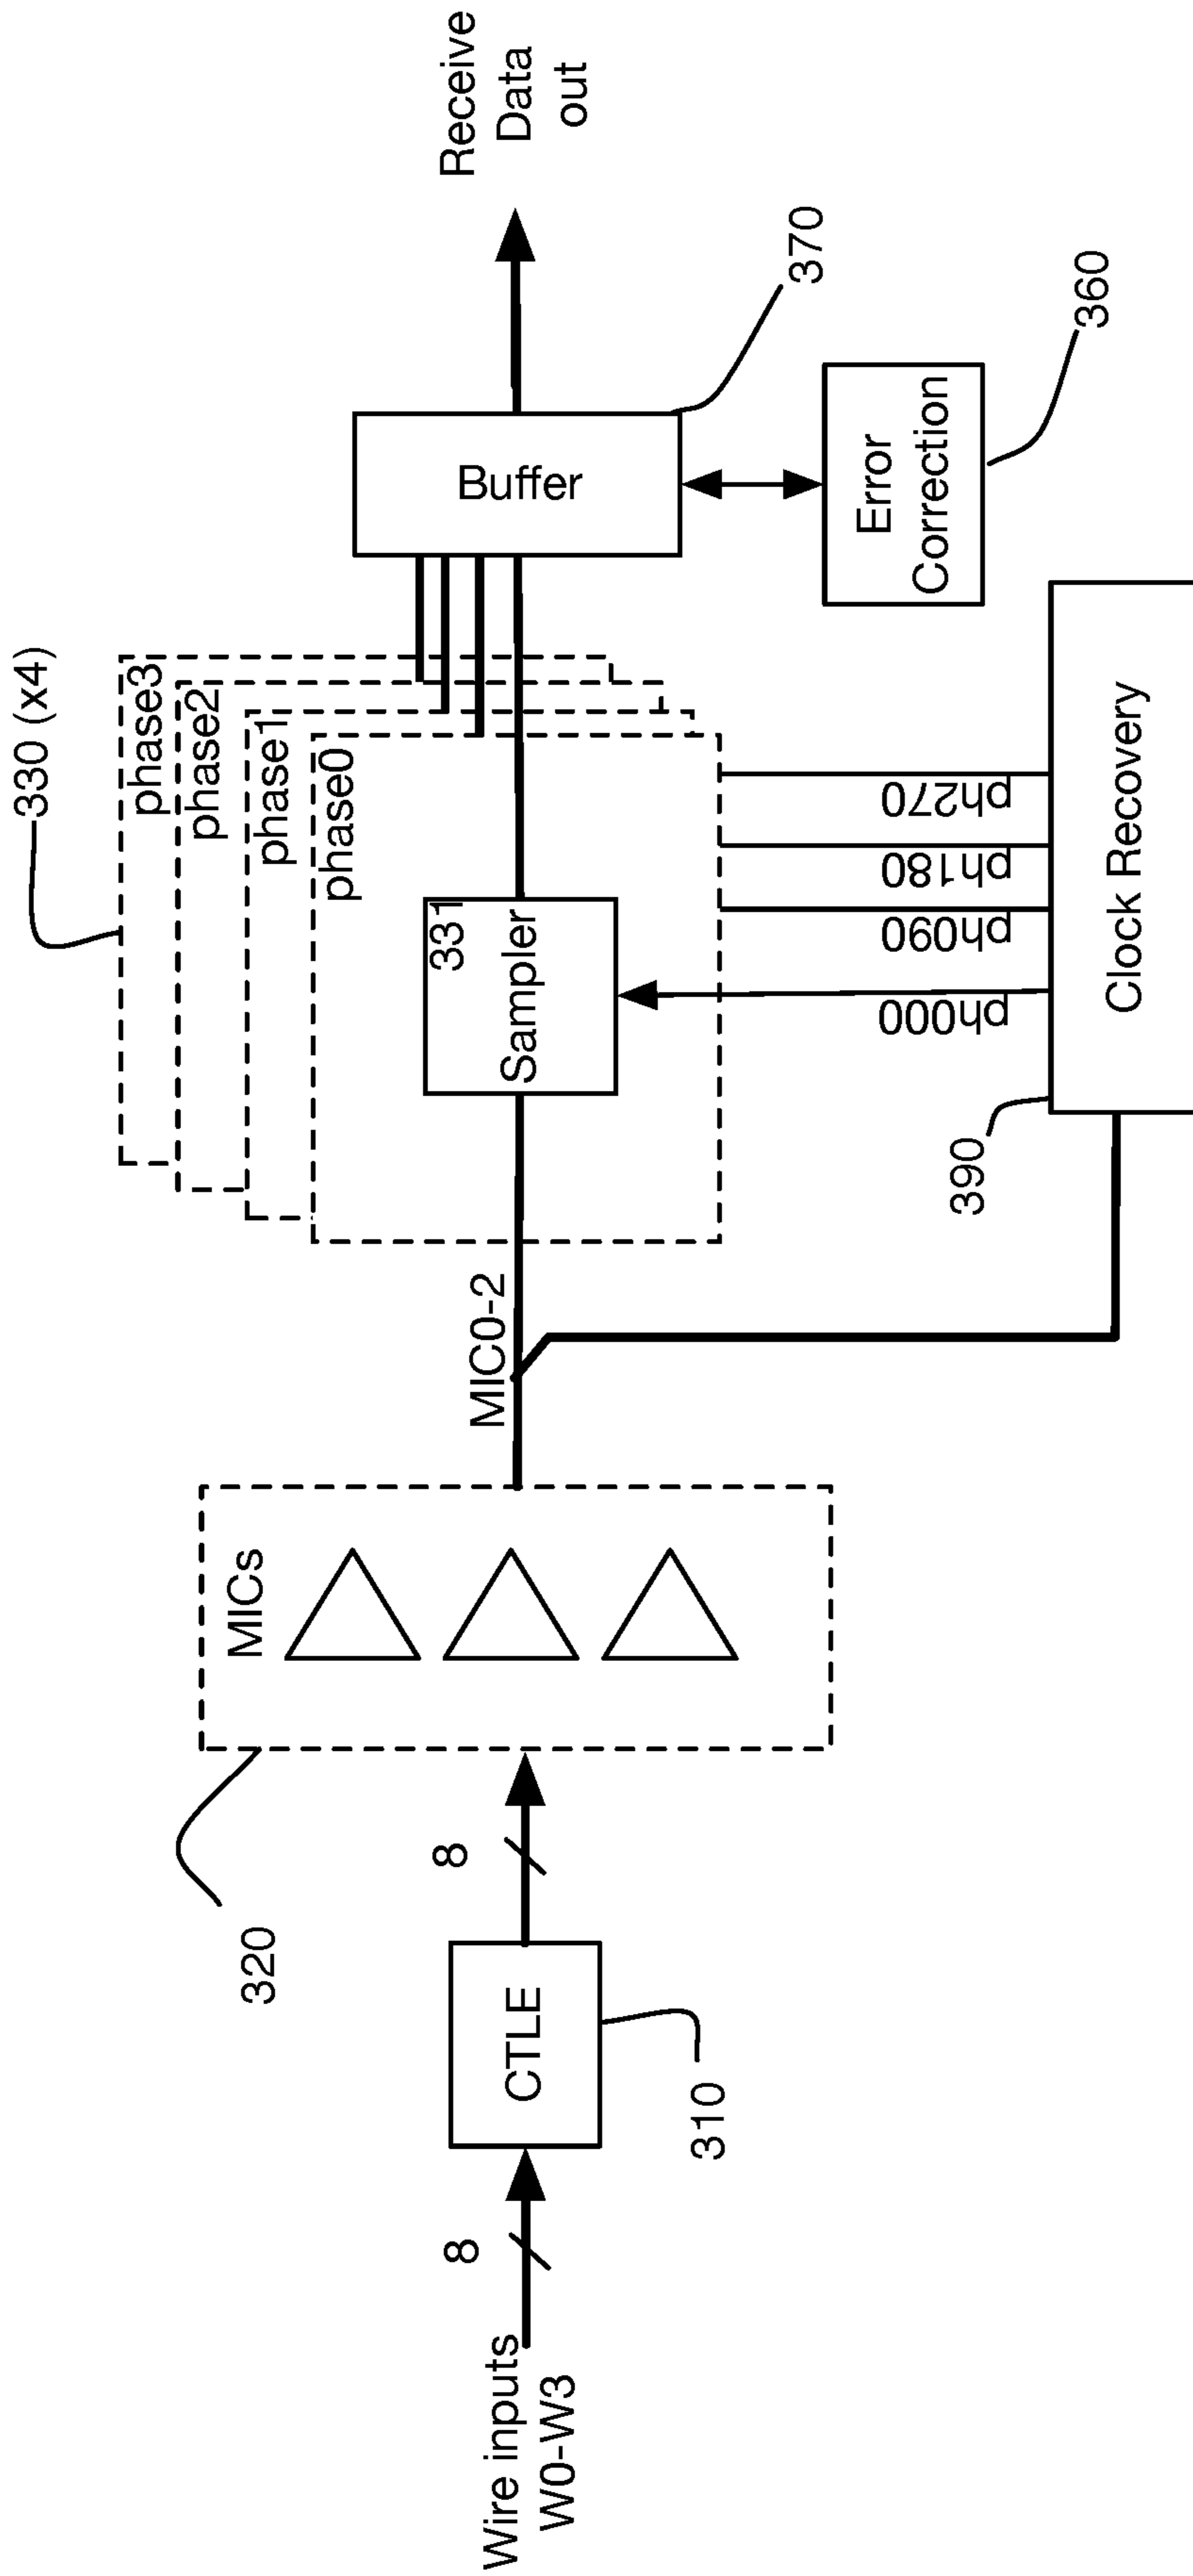 Wire inputs
W0-W3
8
CTLE
310
8
320
MICs
MIC0-2
330 (x4)
phase3
phase2
phase1
phase0
331
Sampler
ph000
ph090
ph180
ph270
390
Clock Recovery
Buffer
370
Error
Correction
360
Receive
Data
out